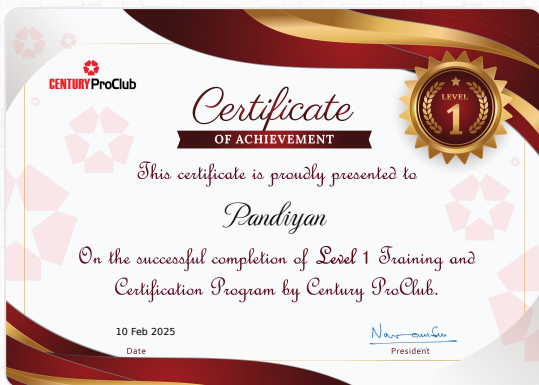 CENTURY ProClub
Certificate
OF ACHIEVEMENT
LEVEL
1
This certificate is proudly presented to
Pandiyan
On the successful completion of Level 1 Training and
Certification Program by Century ProClub.
10 Feb 2025
Date
President